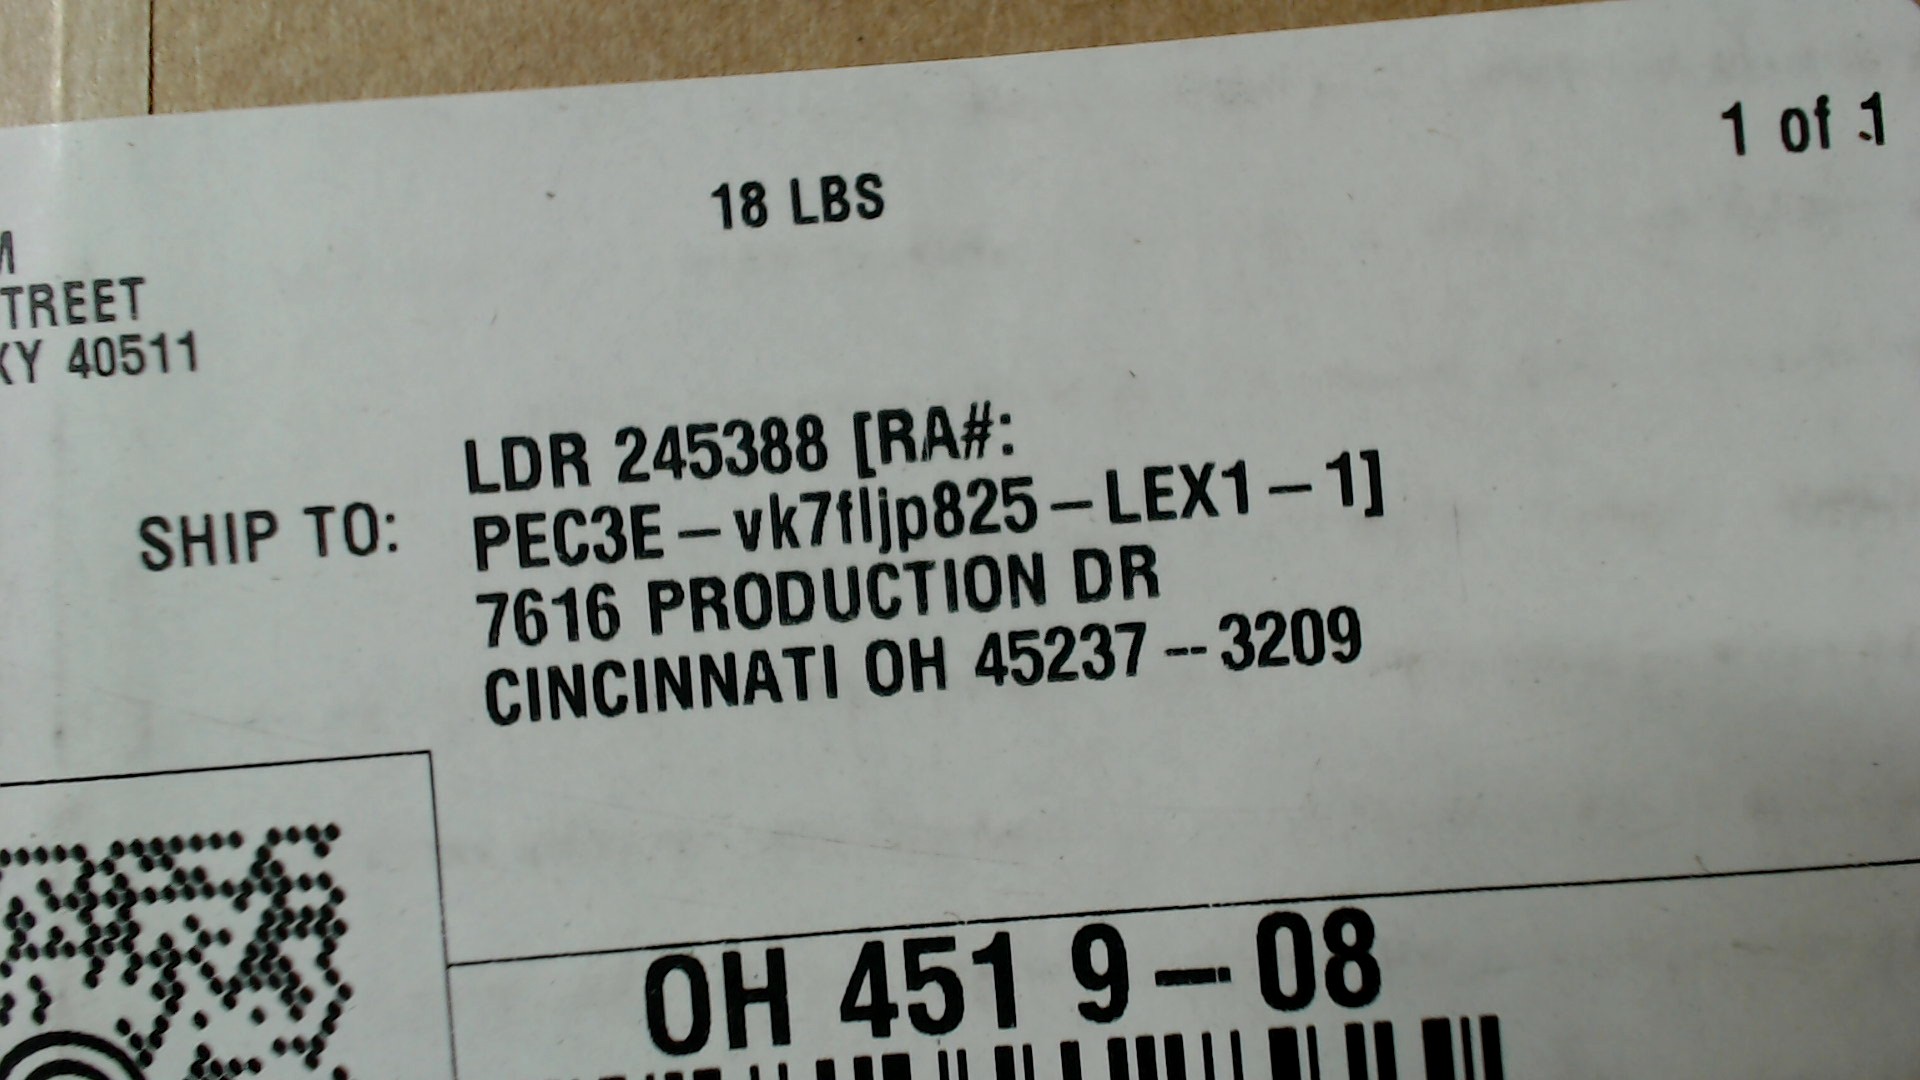 1 of 1
18 LBS
TREET
KY 40511
LDR 245388 [RA#:
SHIP TO:
PEC3E-vk7fljp825-LEX1-1]
7616 PRODUCTION DR
CINCINNATI OH 45237--3209
OH 451 9-08